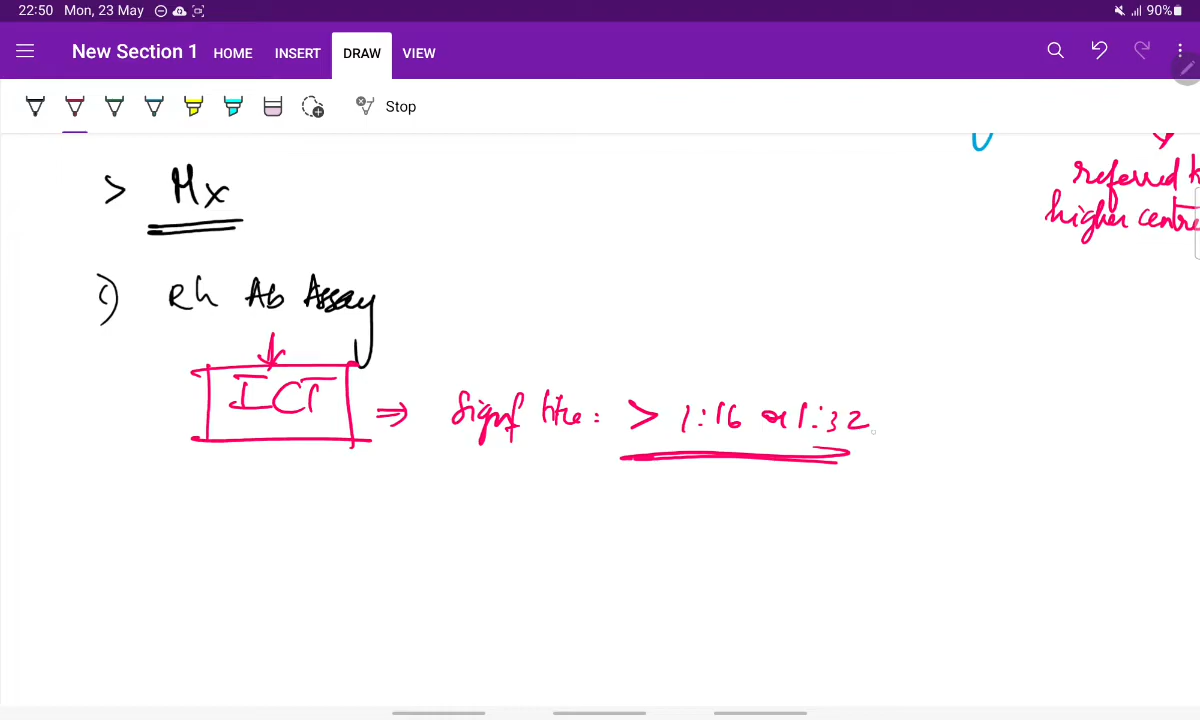 22:50 Mon, 23 May 90%
New Section 1 HOME INSERT DRAW VIEW
Stop
referred
higher centre
> Mx
Rh Ab Assay
ICT ⇒ Signf titre: > 1:16 or 1:32